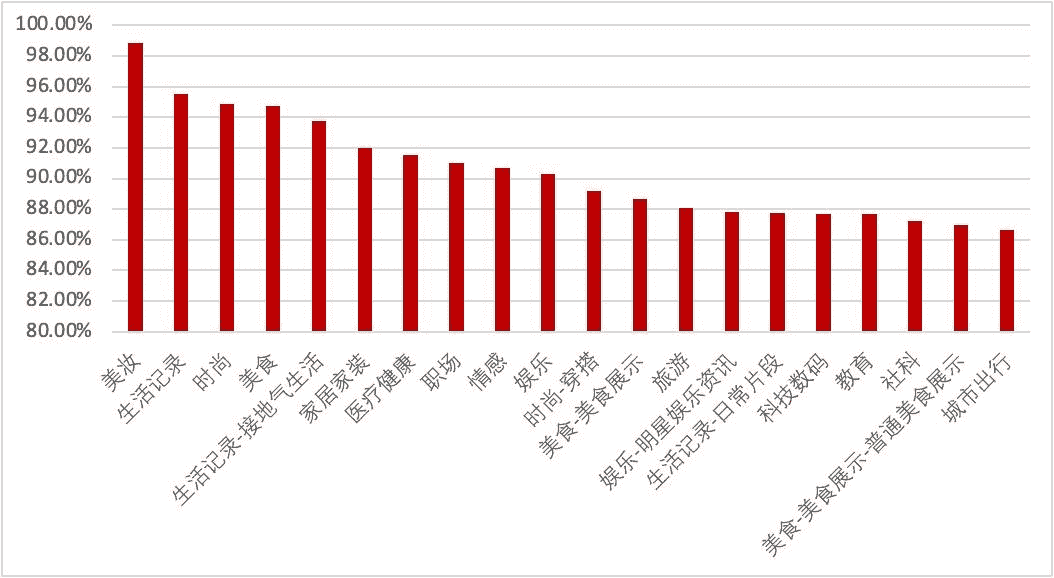 100.00%
98.00%
96.00%
94.00%
92.00%
90.00%
88.00%
86.00%
84.00%
82.00%
80.00%
美妆
生活记录
时尚
美食
生活记录-接地气生活
家居家装
医疗健康
职场
情感
娱乐
时尚-穿搭
美食-美食展示
旅游
娱乐-明星娱乐资讯
生活记录-日常片段
科技数码
教育
社科
美食-美食展示-普通美食展示
城市出行